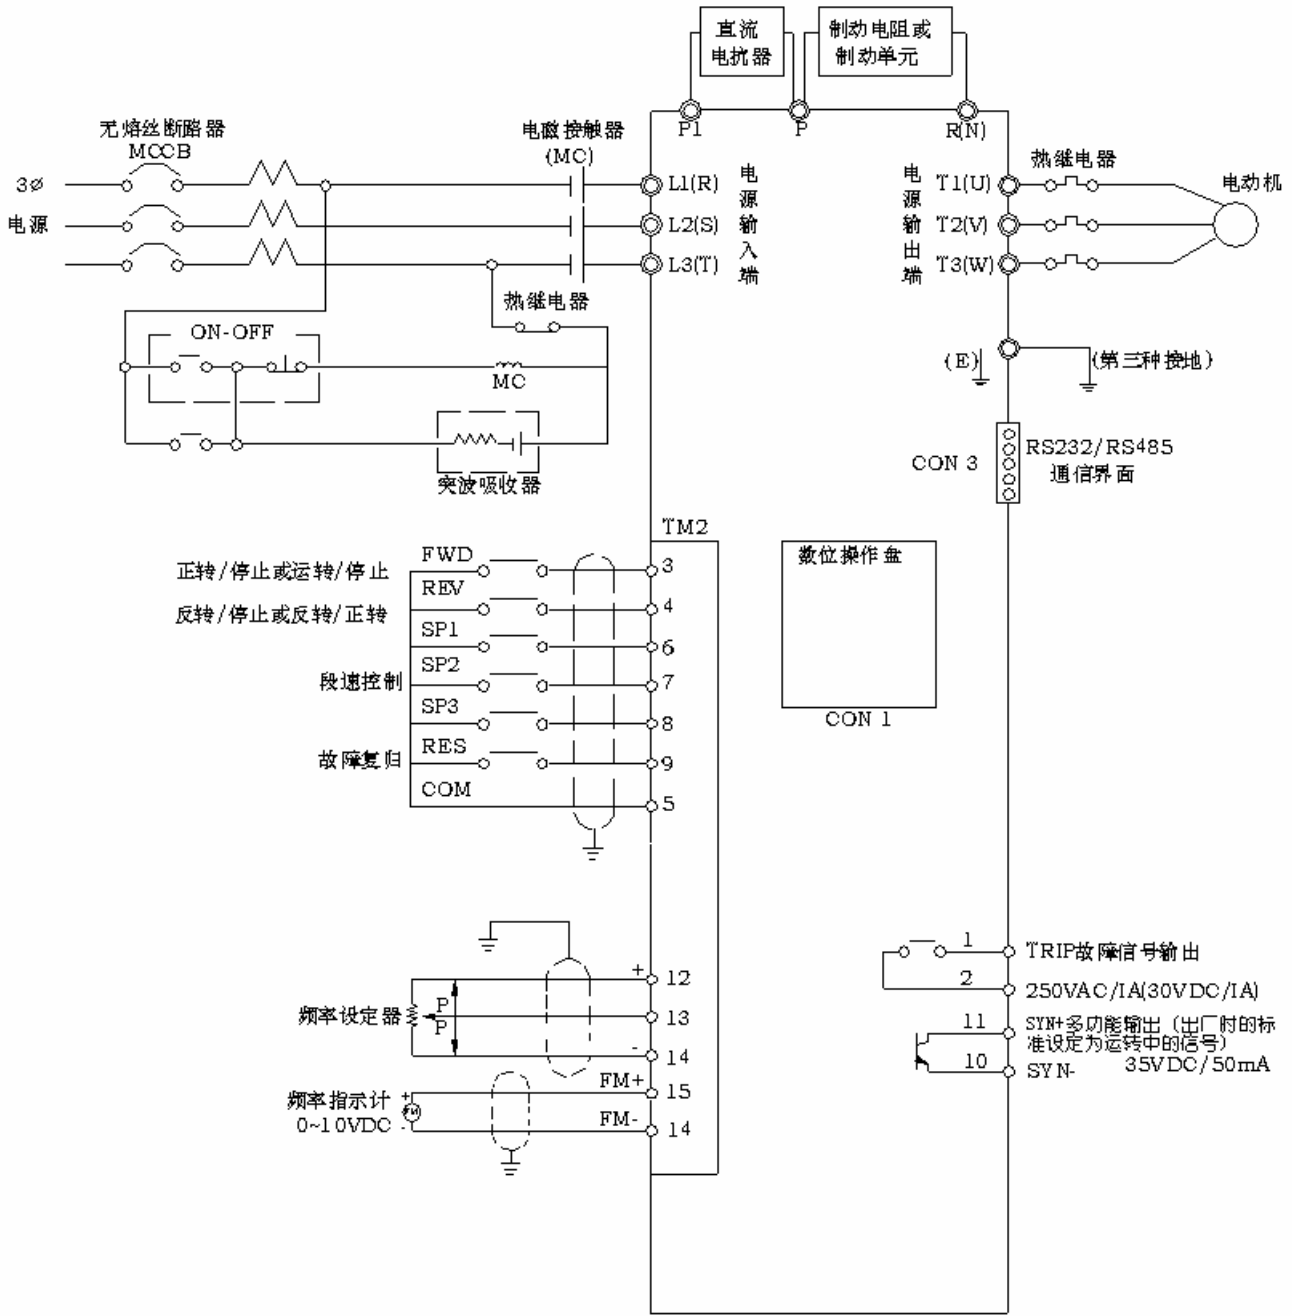 直流
电抗器
制动电阻或
制动单元
P1
P
R(N)
无熔丝断路器
MCCB
电磁接触器
(MC)
3Ø
电源
L1(R)
L2(S)
L3(T)
电源输入端
电源输出端
T1(U)
T2(V)
T3(W)
热继电器
电动机
热继电器
ON-OFF
MC
突波吸收器
(E)
(第三种接地)
CON 3
RS232/RS485
通信界面
TM2
数位操作盘
CON 1
正转/停止或运转/停止
FWD
3
反转/停止或反转/正转
REV
4
SP1
6
段速控制
SP2
7
SP3
8
故障复归
RES
9
COM
5
+
12
频率设定器
P
P
13
-
14
频率指示计
0~10VDC
+
FM
-
FM+
15
FM-
14
1
TRIP故障信号输出
2
250VAC/IA(30VDC/IA)
11
SYN+多功能输出(出厂时的标
准设定为运转中的信号)
10
SYN-
35VDC/50mA